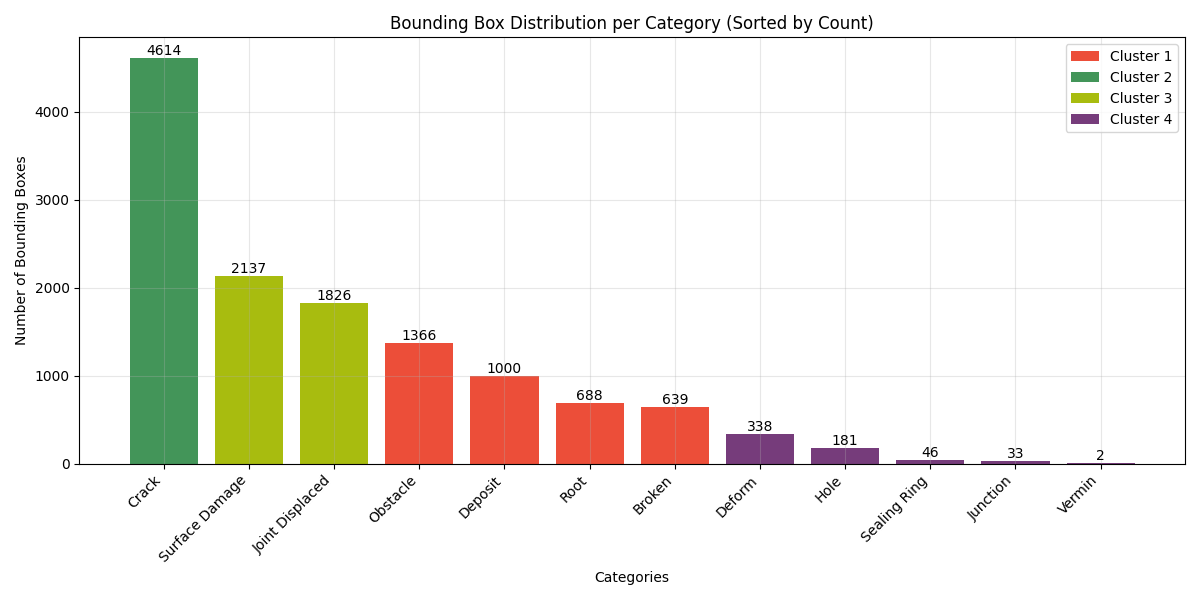 Bounding Box Distribution per Category (Sorted by Count)
Number of Bounding Boxes
4000
3000
2000
1000
0
4614
2137
1826
1366
1000
688
639
338
181
46
33
2
Cluster 1
Cluster 2
Cluster 3
Cluster 4
Crack
Surface Damage
Joint Displaced
Obstacle
Deposit
Root
Broken
Deform
Hole
Sealing Ring
Junction
Vermin
Categories